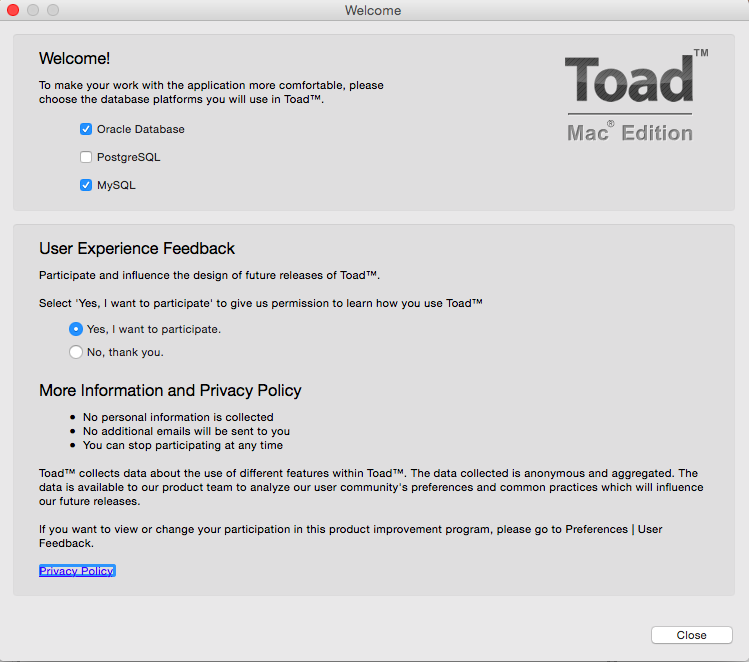 Welcome
Welcome!
To make your work with the application more comfortable, please
choose the database platforms you will use in Toad™.
Oracle Database
PostgreSQL
MySQL
Toad™
Mac® Edition
User Experience Feedback
Participate and influence the design of future releases of Toad™.
Select 'Yes, I want to participate' to give us permission to learn how you use Toad™
Yes, I want to participate.
No, thank you.
More Information and Privacy Policy
• No personal information is collected
• No additional emails will be sent to you
• You can stop participating at any time
Toad™ collects data about the use of different features within Toad™. The data collected is anonymous and aggregated. The
data is available to our product team to analyze our user community's preferences and common practices which will influence
our future releases.
If you want to view or change your participation in this product improvement program, please go to Preferences | User
Feedback.
Privacy Policy
Close